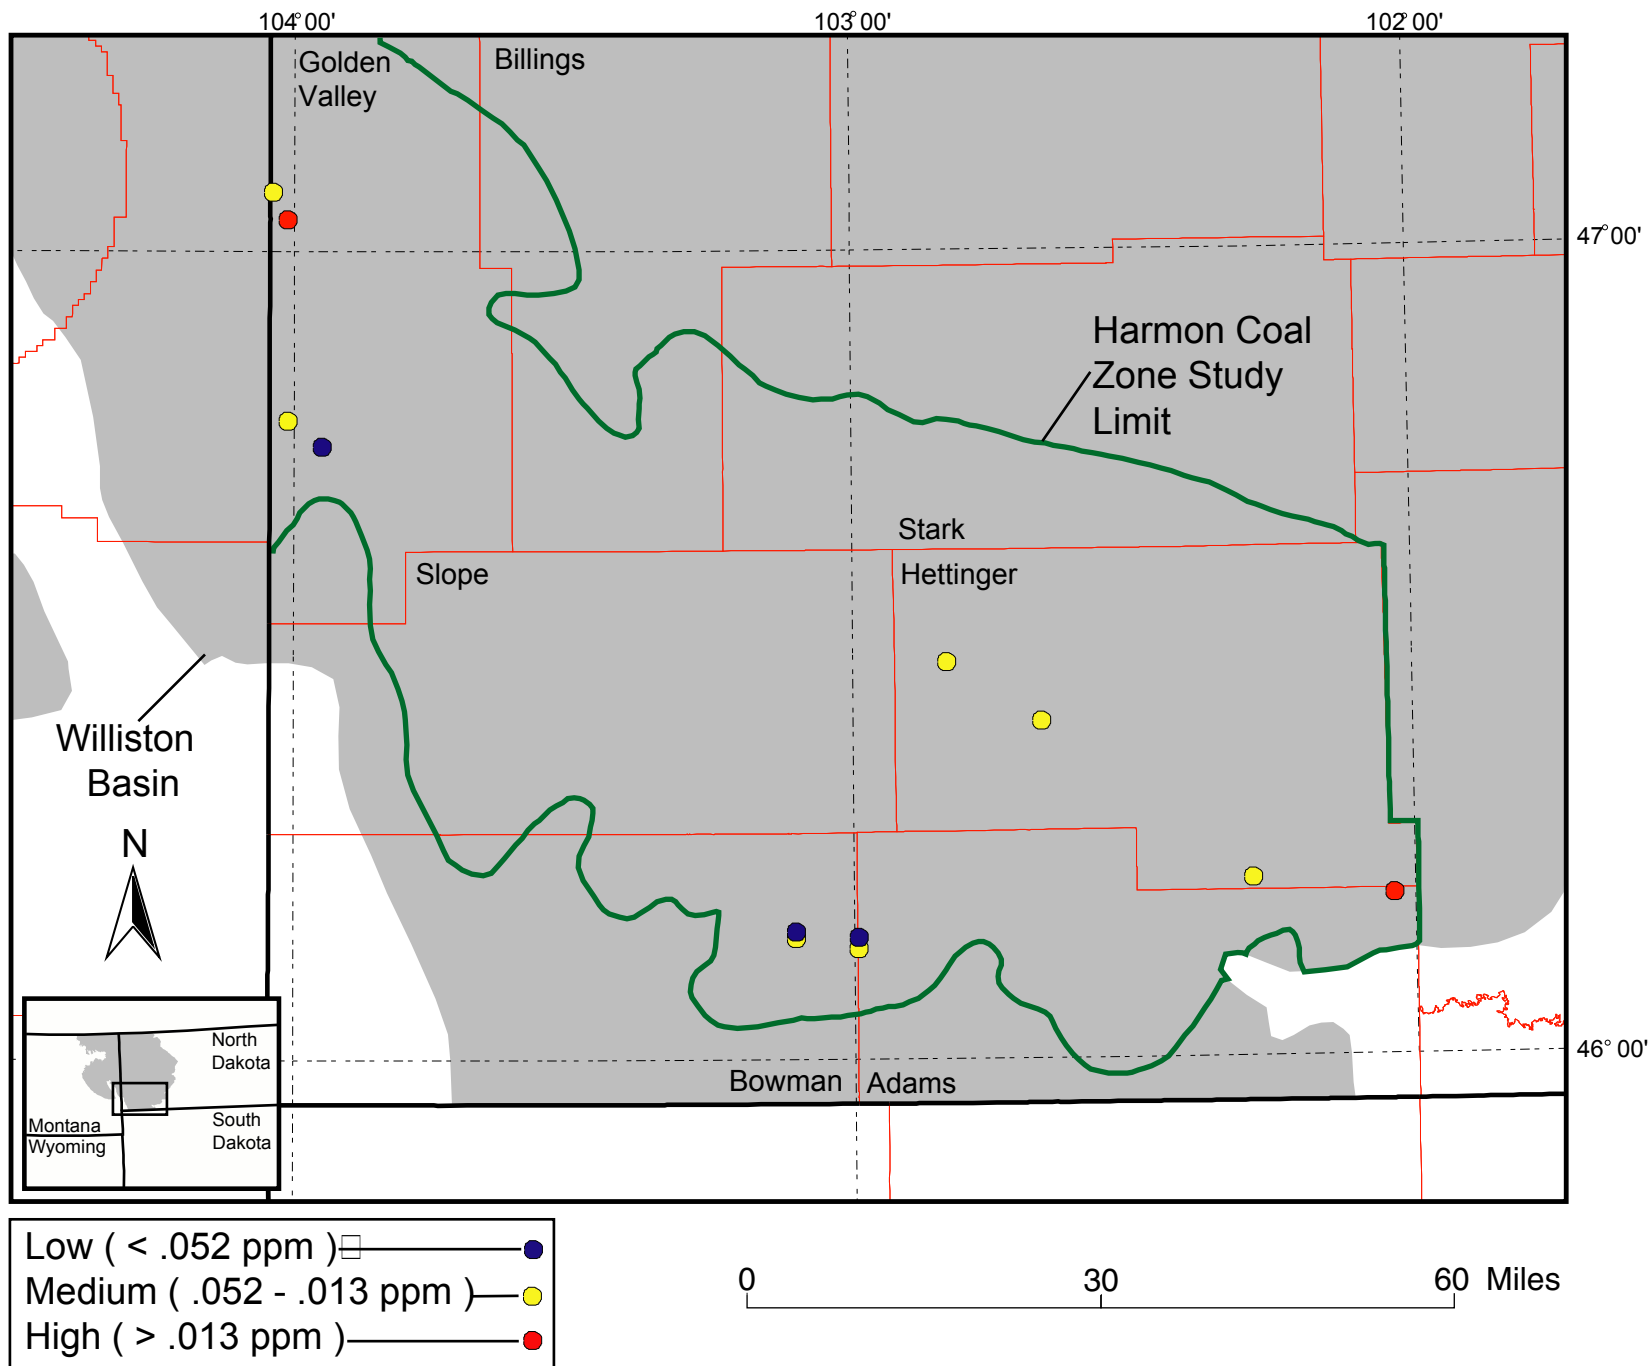 104°00'
103°00'
102°00'
Golden
Valley
Billings
47°00'
Harmon Coal
Zone Study
Limit
Stark
Slope
Hettinger
Williston
Basin
N
46°00'
Bowman
Adams
North
Dakota
Montana
Wyoming
South
Dakota
Low ( < .052 ppm )
Medium ( .052 - .013 ppm )
High ( > .013 ppm )
0 30 60 Miles